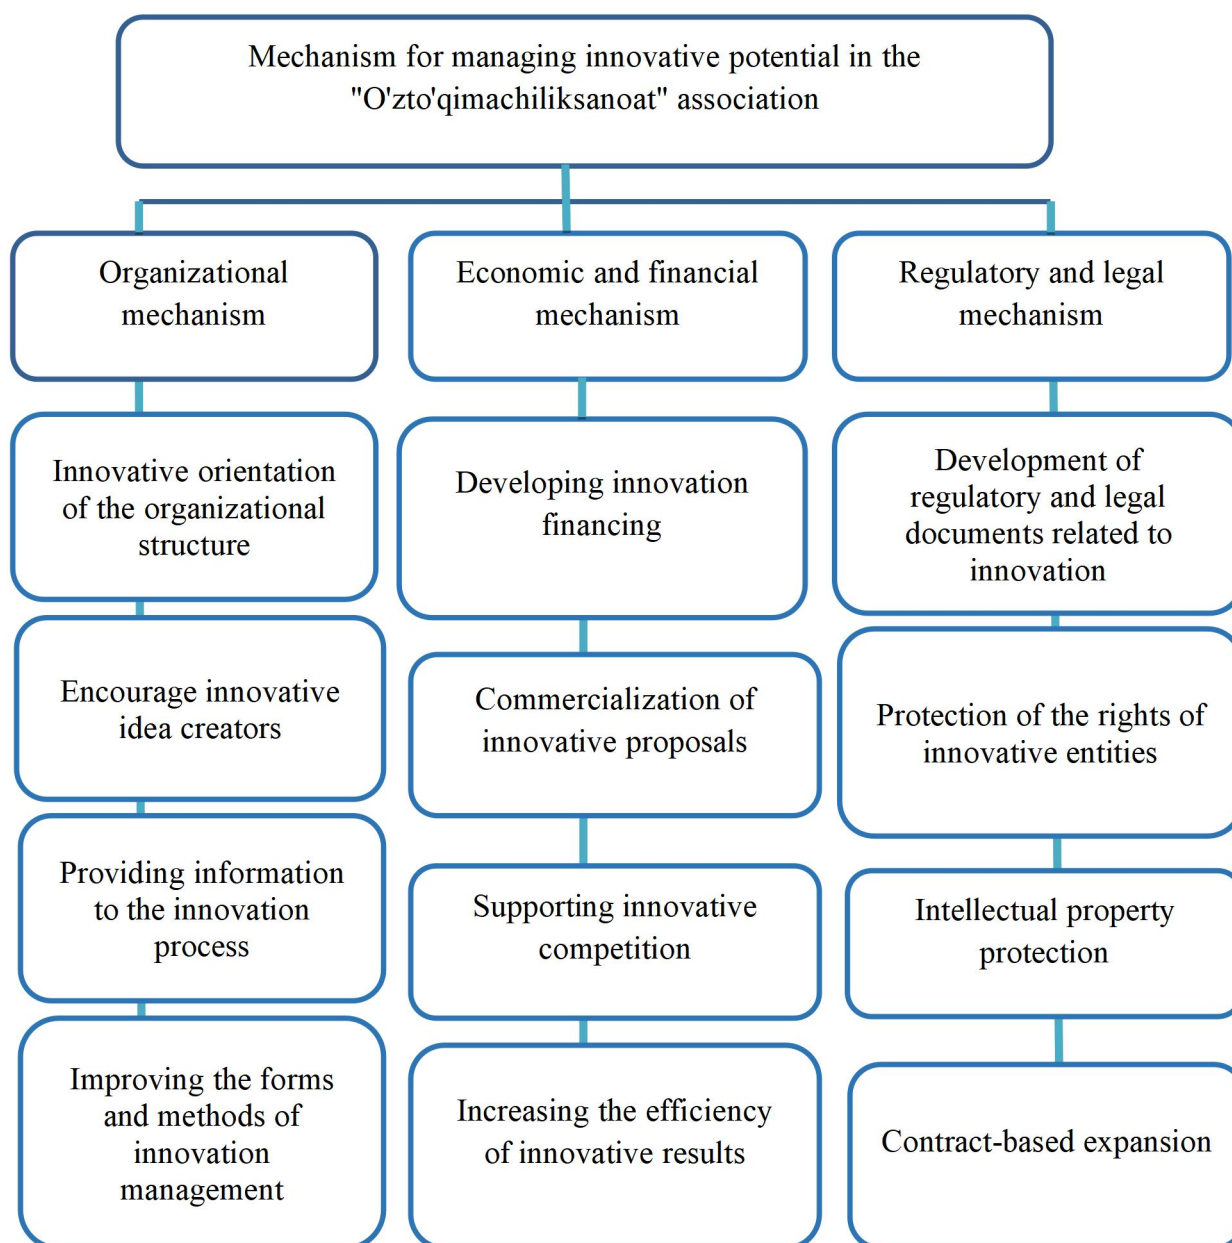 Mechanism for managing innovative potential in the
"O'zto'qimachiliksanoat" association
Organizational
mechanism
Economic and financial
mechanism
Regulatory and legal
mechanism
Innovative orientation
of the organizational
structure
Developing innovation
financing
Development of
regulatory and legal
documents related to
innovation
Encourage innovative
idea creators
Commercialization of
innovative proposals
Protection of the rights of
innovative entities
Providing information
to the innovation
process
Supporting innovative
competition
Intellectual property
protection
Improving the forms
and methods of
innovation
management
Increasing the efficiency
of innovative results
Contract-based expansion